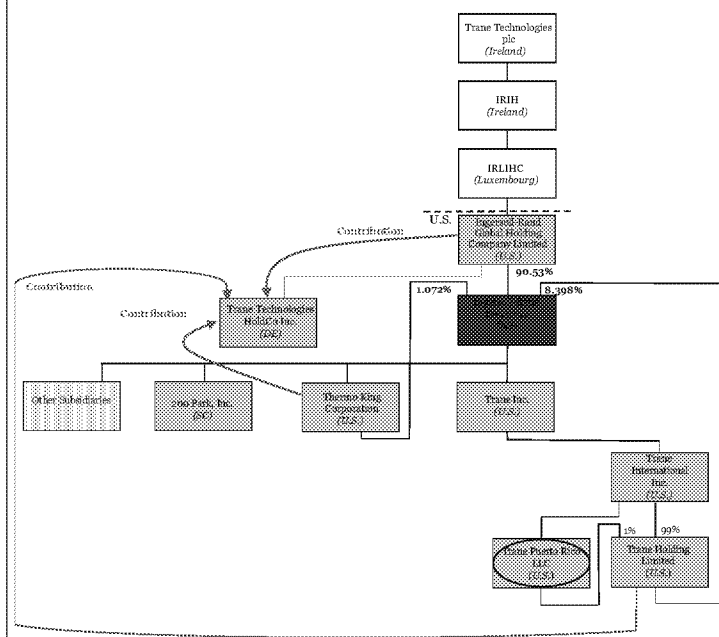 Trane Technologies
plc
(Ireland)
IRIH
(Ireland)
IRLIHC
(Luxembourg)
U.S.
Ingersoll-Rand
Global Holding
Company Limited
(U.S.)
Contribution
90.53%
1.072%
8.398%
Contribution
Contribution
Trane Technologies
HoldCo Inc.
(DE)
Other Subsidiaries
200 Park, Inc.
(SC)
Thermo King
Corporation
(U.S.)
Trane Inc.
(U.S.)
Trane
International
Inc.
(U.S.)
1%
99%
Trane Puerto Rico
LLC
(U.S.)
Trane Holding
Limited
(U.S.)